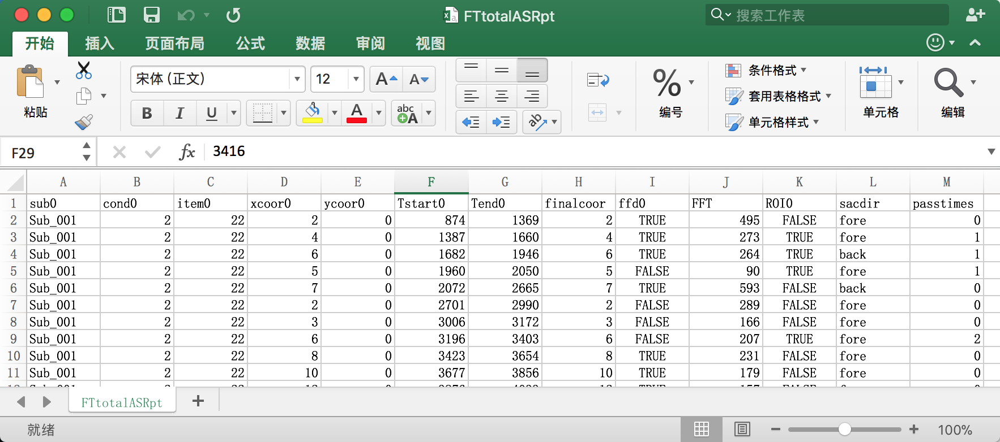 FTtotalASRpt
搜索工作表
开始 插入 页面布局 公式 数据 审阅 视图
粘贴
宋体 (正文) 12 A A
B I U A abc A
ab
%
编号
条件格式
套用表格格式
单元格样式
单元格
编辑
F29 fx 3416
A B C D E F G H I J K L M
1 sub0 cond0 item0 xcoor0 ycoor0 Tstart0 Tend0 finalcoor ffd0 FFT ROI0 sacdir passtimes
2 Sub_001 2 22 2 0 874 1369 2 TRUE 495 FALSE fore 0
3 Sub_001 2 22 4 0 1387 1660 4 TRUE 273 TRUE fore 1
4 Sub_001 2 22 6 0 1682 1946 6 TRUE 264 TRUE back 1
5 Sub_001 2 22 5 0 1960 2050 5 FALSE 90 TRUE fore 1
6 Sub_001 2 22 7 0 2072 2665 7 TRUE 593 FALSE back 0
7 Sub_001 2 22 2 0 2701 2990 2 FALSE 289 FALSE fore 0
8 Sub_001 2 22 3 0 3006 3172 3 FALSE 166 FALSE fore 0
9 Sub_001 2 22 6 0 3196 3403 6 FALSE 207 TRUE fore 2
10 Sub_001 2 22 8 0 3423 3654 8 TRUE 231 FALSE fore 0
11 Sub_001 2 22 10 0 3677 3856 10 TRUE 179 FALSE fore 0
FTtotalASRpt
就绪 100%